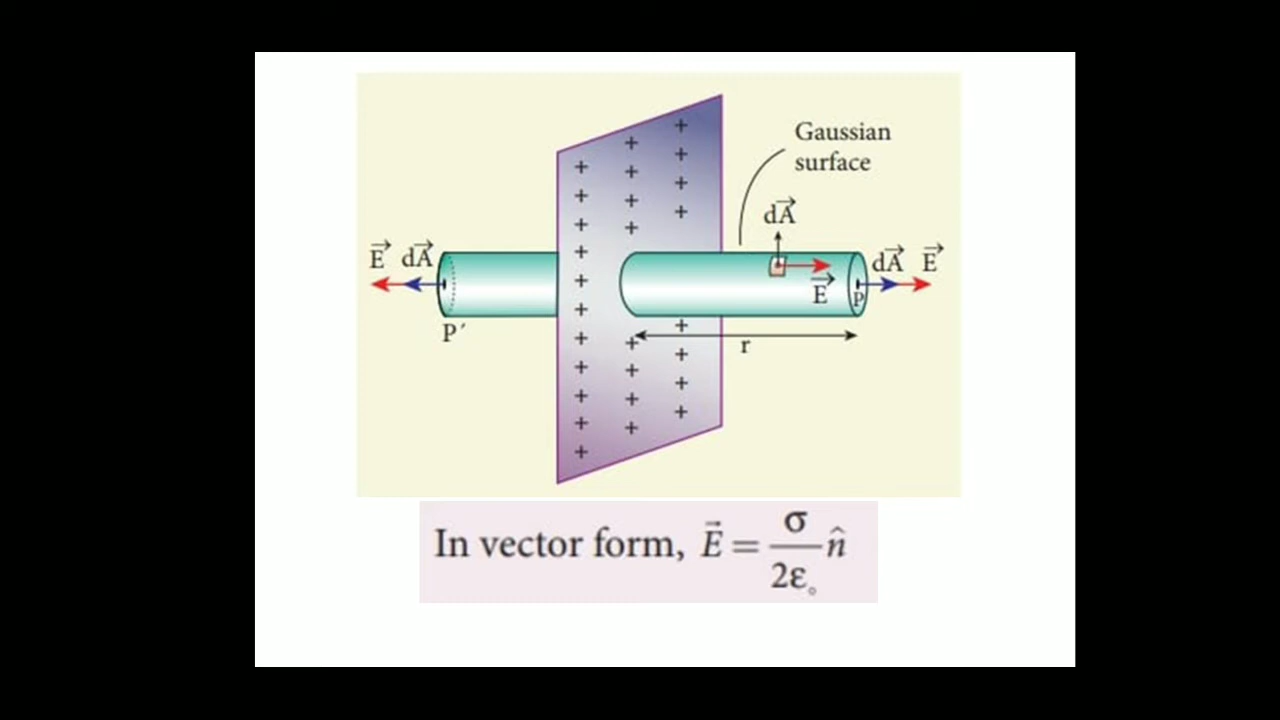 Gaussian
surface
dA⃗
E⃗ dA⃗
dA⃗ E⃗
E⃗
P
P′
r
+ + + + + + + + + + + + + + + + + + + + + + + + + + +
In vector form, E⃗ = σ/2ε₀ n̂